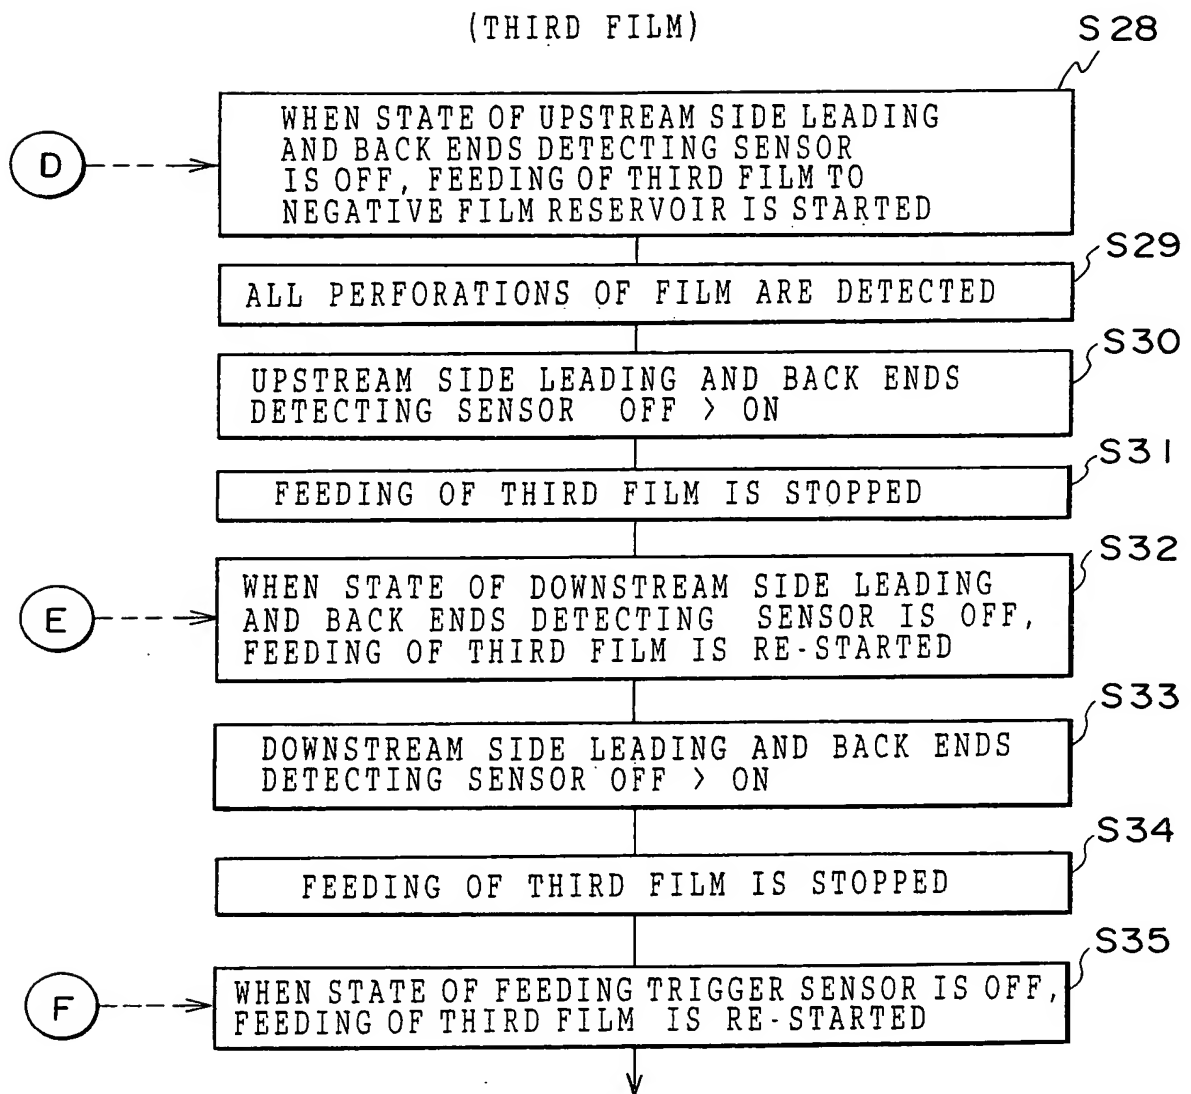 (THIRD FILM)
S28
D
WHEN STATE OF UPSTREAM SIDE LEADING
AND BACK ENDS DETECTING SENSOR
IS OFF, FEEDING OF THIRD FILM TO
NEGATIVE FILM RESERVOIR IS STARTED
S29
ALL PERFORATIONS OF FILM ARE DETECTED
S30
UPSTREAM SIDE LEADING AND BACK ENDS
DETECTING SENSOR OFF > ON
S31
FEEDING OF THIRD FILM IS STOPPED
S32
E
WHEN STATE OF DOWNSTREAM SIDE LEADING
AND BACK ENDS DETECTING SENSOR IS OFF,
FEEDING OF THIRD FILM IS RE-STARTED
S33
DOWNSTREAM SIDE LEADING AND BACK ENDS
DETECTING SENSOR OFF > ON
S34
FEEDING OF THIRD FILM IS STOPPED
S35
F
WHEN STATE OF FEEDING TRIGGER SENSOR IS OFF,
FEEDING OF THIRD FILM IS RE-STARTED